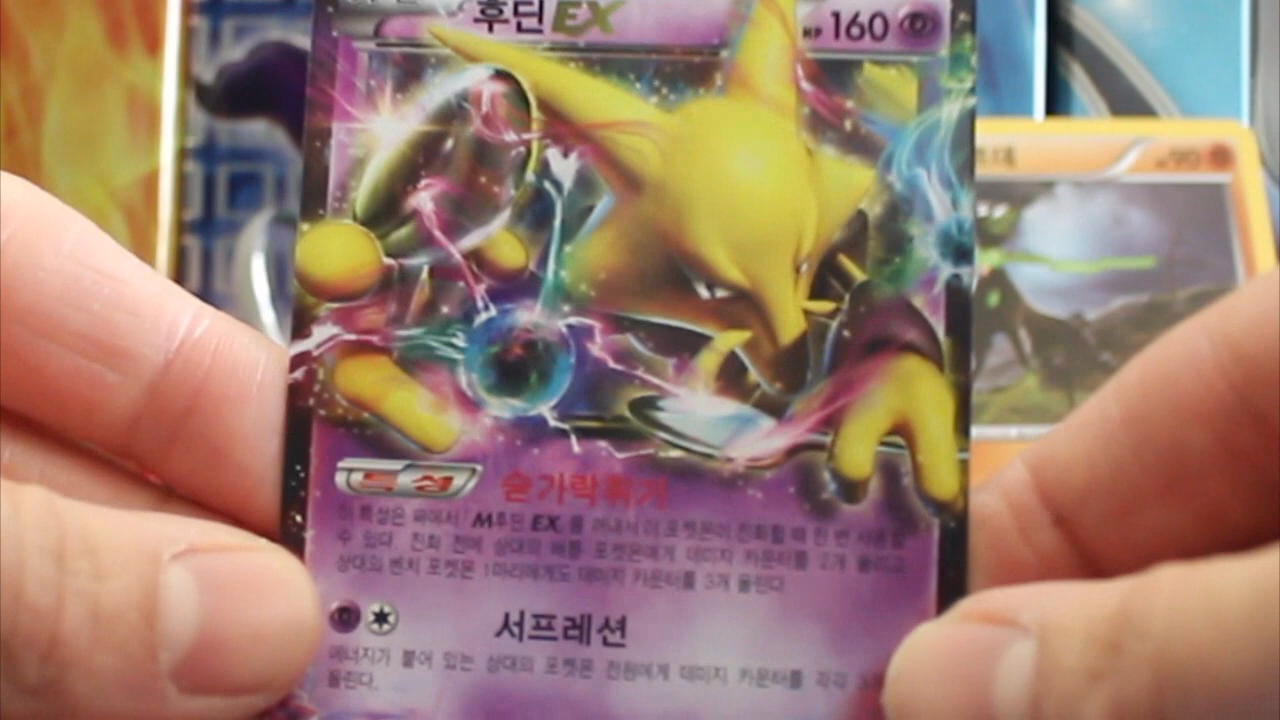 후딘EX HP 160
HP 90
특성 숟가락휘기
이 특성은 패에서 「M후딘 EX」를 꺼내서 이 포켓몬이 진화할 때 한 번 사용할
수 있다. 진화 전에 상대의 배틀 포켓몬에게 데미지 카운터를 2개 올리고
상대의 벤치 포켓몬 1마리에게도 데미지 카운터를 3개 올린다.
서프레션
에너지가 붙어 있는 상대의 포켓몬 전원에게 데미지 카운터를 각각
올린다.